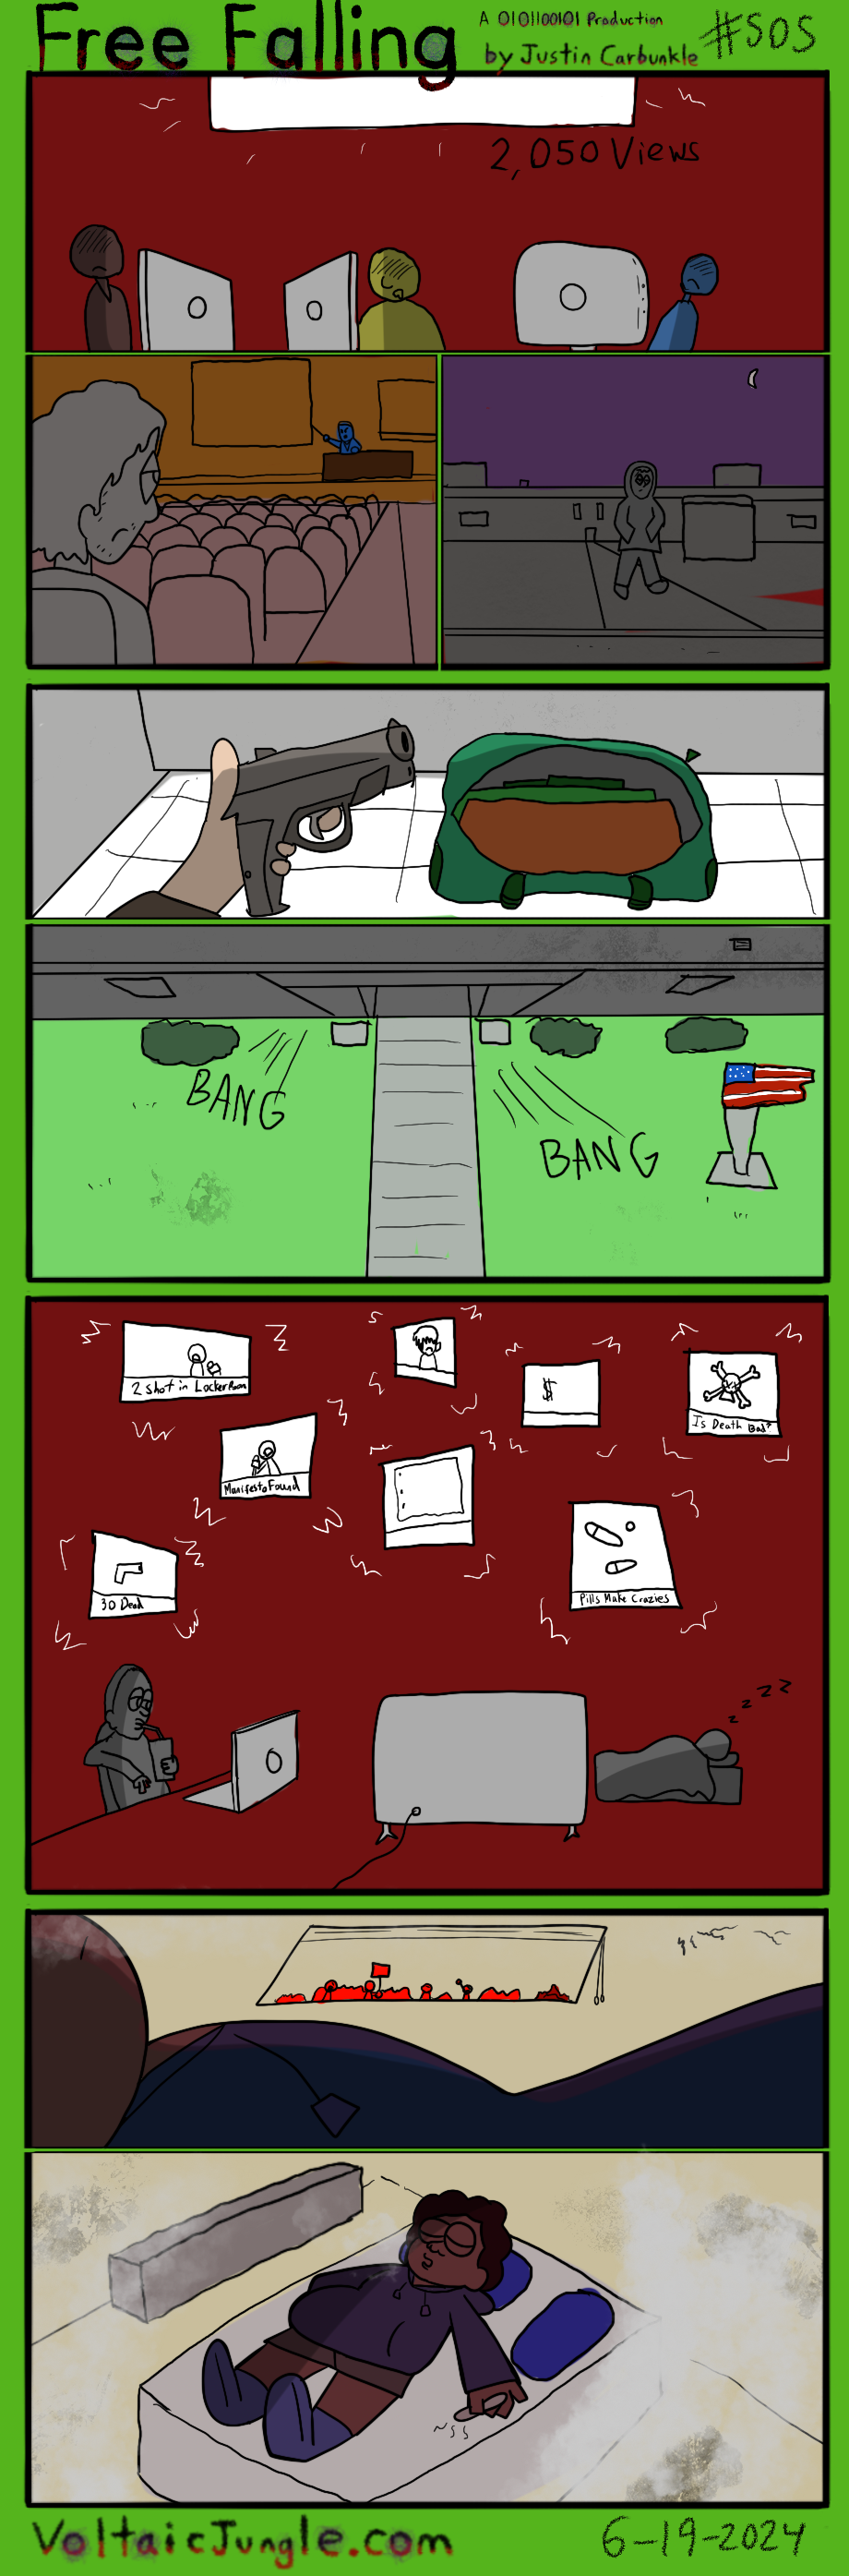 Free Falling
A 0101100101 Production
by Justin Carbunkle
#505
2,050 Views
BANG
BANG
2 shot in Locker Room
$
Is Death Bad?
Manifesto Found
30 Dead
Pills Make Crazies
z z z z
~SSS
VoltaicJungle.com
6-19-2024